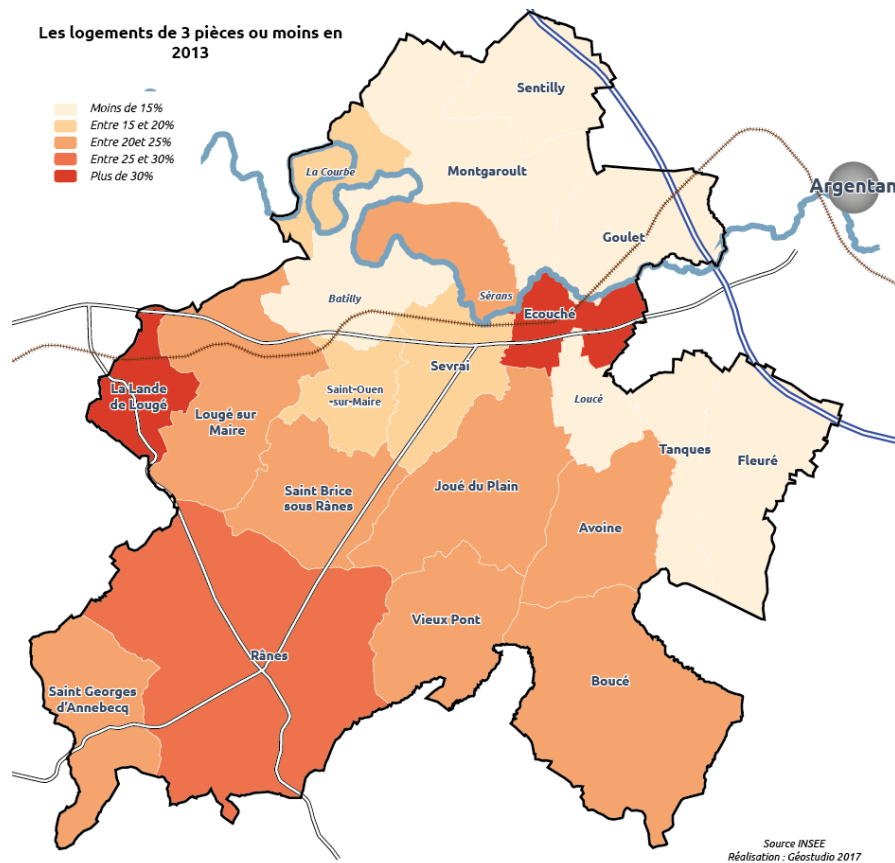 Les logements de 3 pièces ou moins en
2013
Moins de 15%
Entre 15 et 20%
Entre 20et 25%
Entre 25 et 30%
Plus de 30%
Sentilly
La Courbe
Montgaroult
Argentan
Goulet
Batilly
Sérans
Ecouché
Sevrai
La Lande
de Lougé
Saint-Ouen
-sur-Maire
Loucé
Lougé sur
Maire
Tanques
Fleuré
Saint Brice
sous Rânes
Joué du Plain
Avoine
Vieux Pont
Rânes
Boucé
Saint Georges
d'Annebecq
Source INSEE
Réalisation : Géostudio 2017